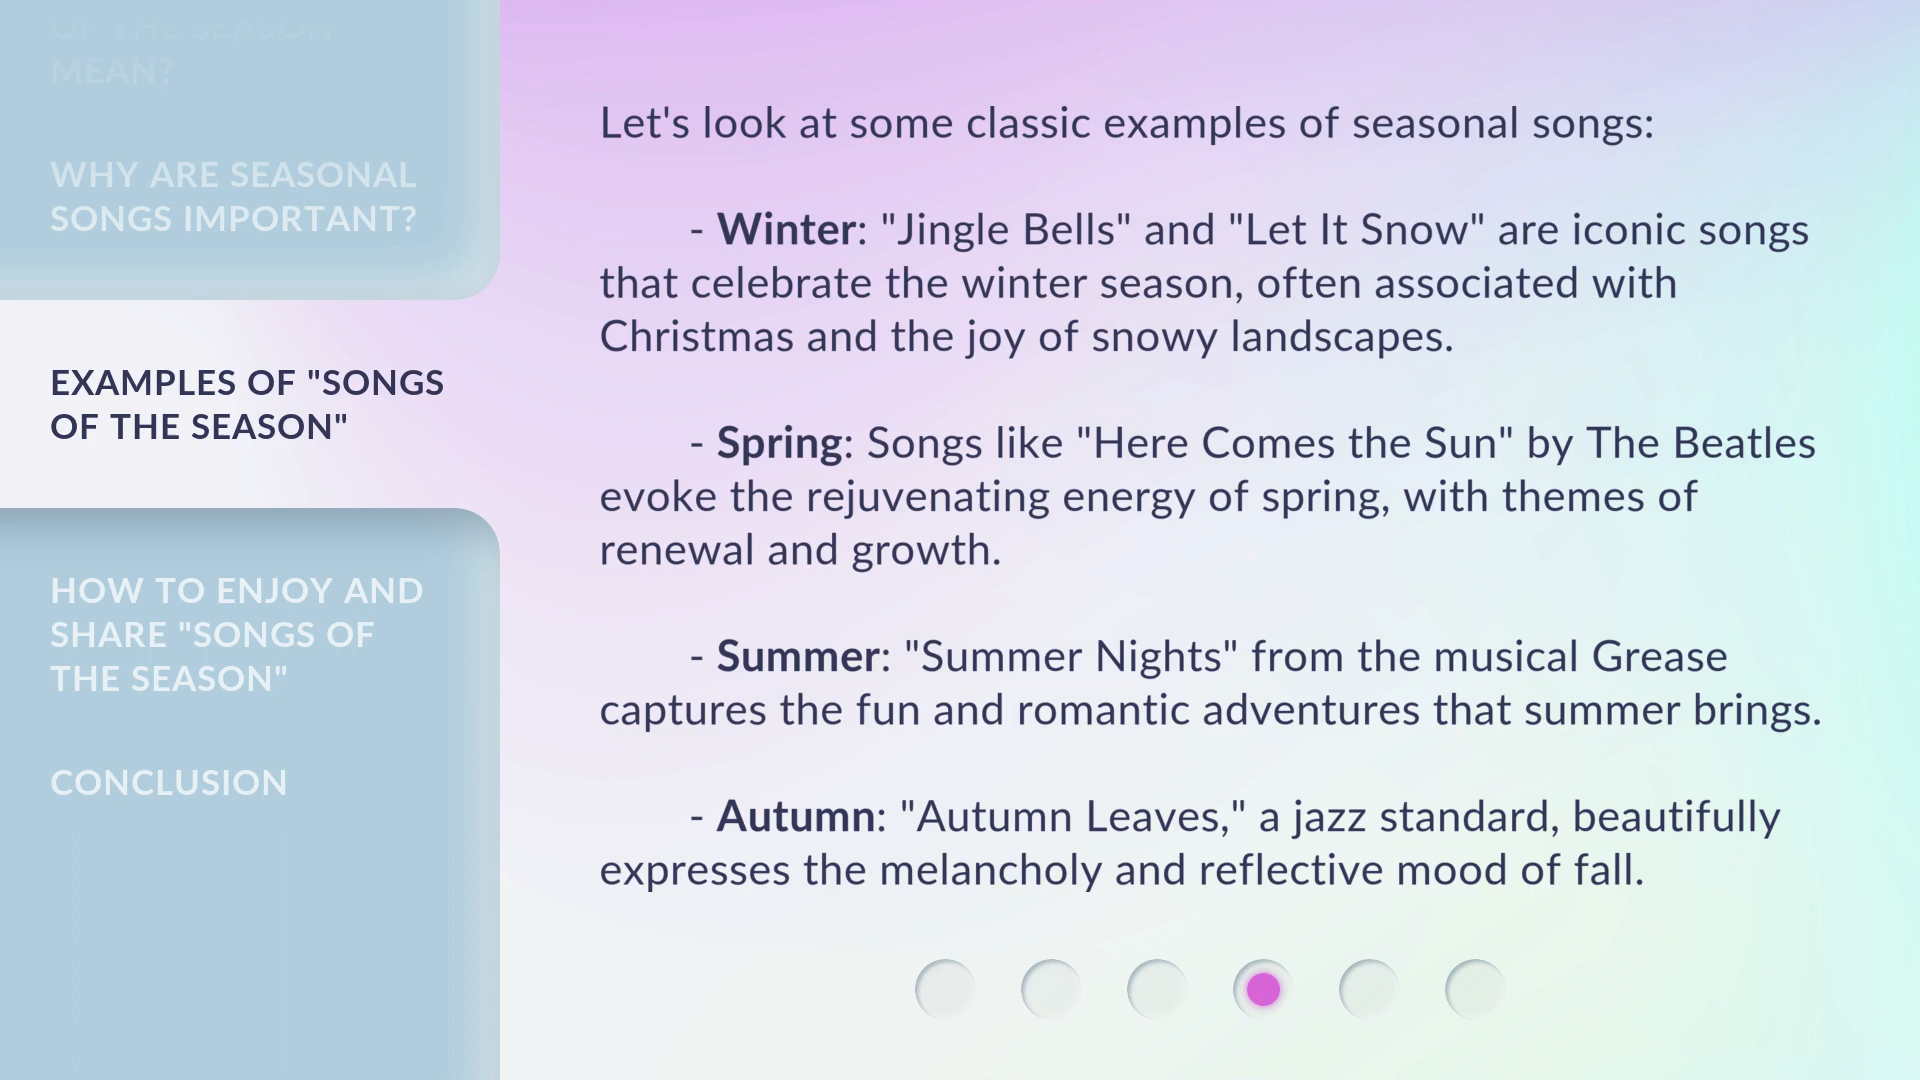 OF THE SEASON
MEAN?
WHY ARE SEASONAL
SONGS IMPORTANT?
EXAMPLES OF "SONGS
OF THE SEASON"
HOW TO ENJOY AND
SHARE "SONGS OF
THE SEASON"
CONCLUSION
Let's look at some classic examples of seasonal songs:
- Winter: "Jingle Bells" and "Let It Snow" are iconic songs
that celebrate the winter season, often associated with
Christmas and the joy of snowy landscapes.
- Spring: Songs like "Here Comes the Sun" by The Beatles
evoke the rejuvenating energy of spring, with themes of
renewal and growth.
- Summer: "Summer Nights" from the musical Grease
captures the fun and romantic adventures that summer brings.
- Autumn: "Autumn Leaves," a jazz standard, beautifully
expresses the melancholy and reflective mood of fall.